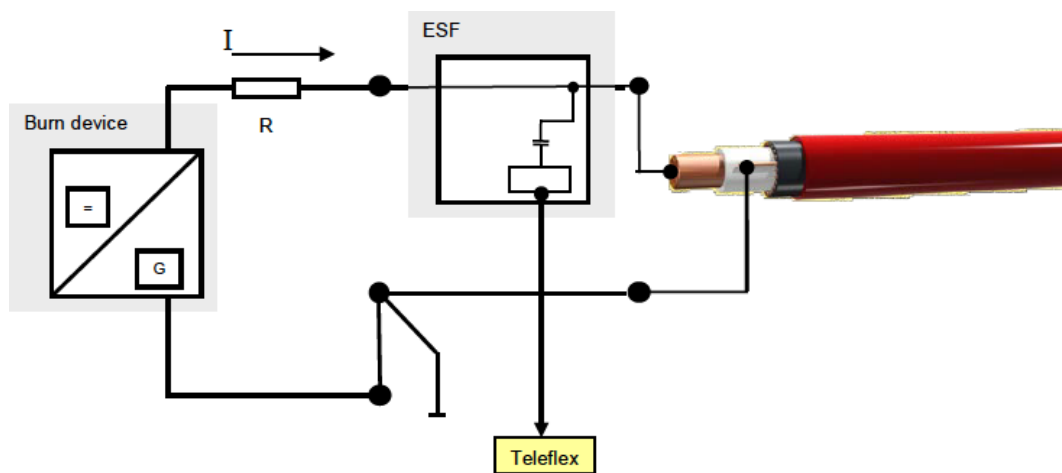 ESF
I
R
Burn device
=
G
Teleflex